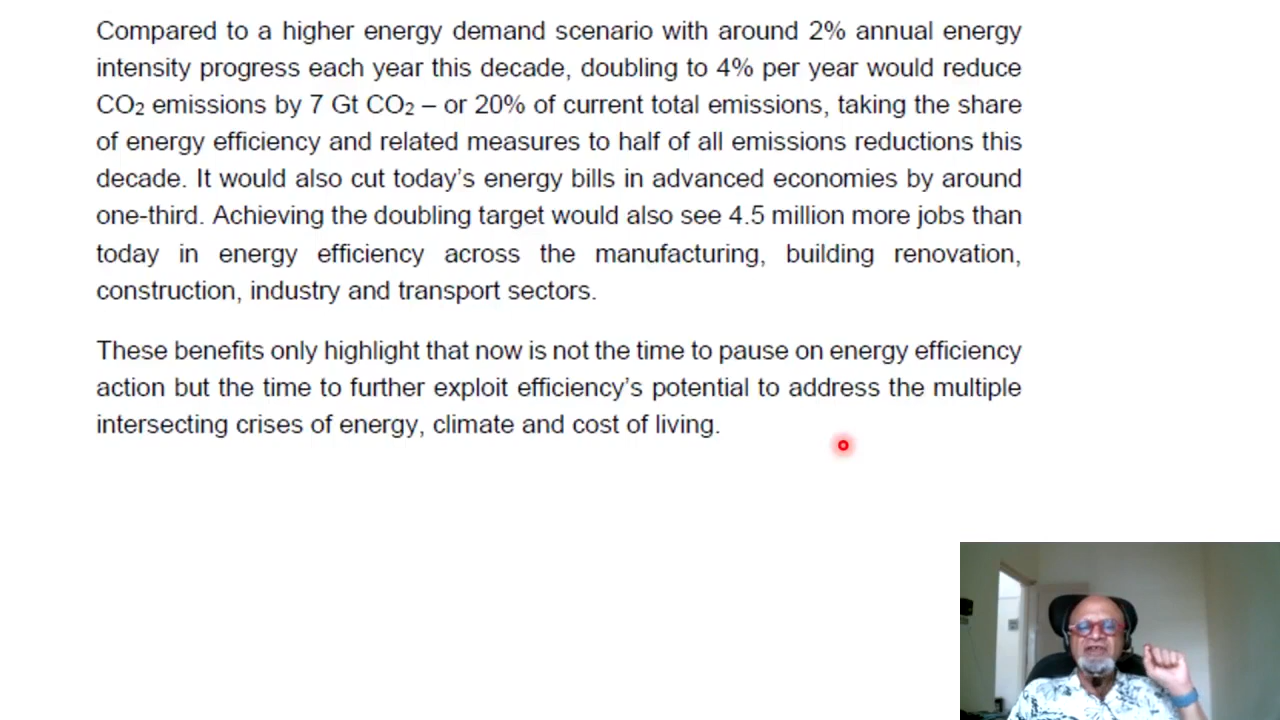 Compared to a higher energy demand scenario with around 2% annual energy
intensity progress each year this decade, doubling to 4% per year would reduce
CO₂ emissions by 7 Gt CO₂ – or 20% of current total emissions, taking the share
of energy efficiency and related measures to half of all emissions reductions this
decade. It would also cut today’s energy bills in advanced economies by around
one-third. Achieving the doubling target would also see 4.5 million more jobs than
today in energy efficiency across the manufacturing, building renovation,
construction, industry and transport sectors.
These benefits only highlight that now is not the time to pause on energy efficiency
action but the time to further exploit efficiency’s potential to address the multiple
intersecting crises of energy, climate and cost of living.